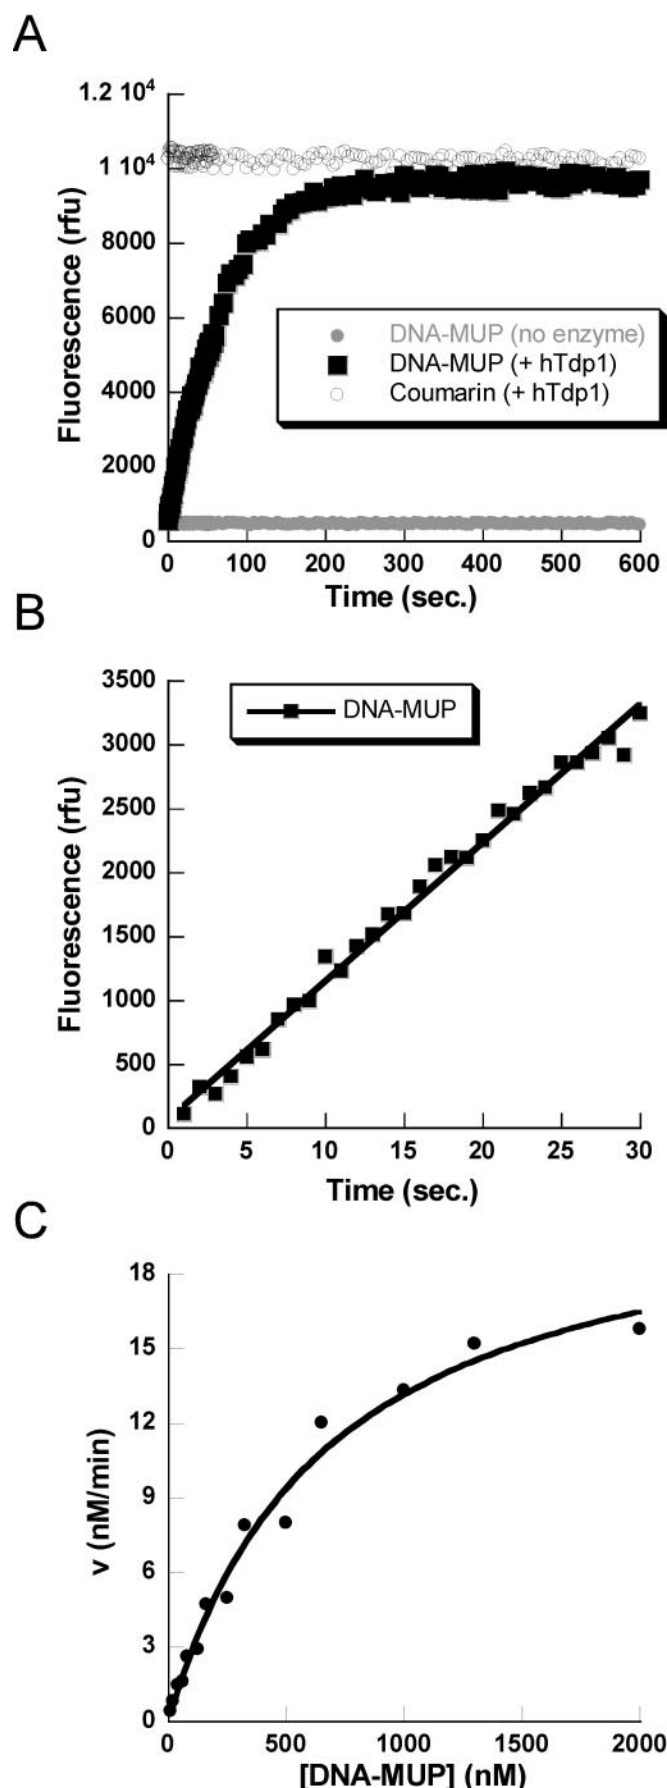 A
1.2 10⁴
1 10⁴
8000
6000
4000
2000
0
Fluorescence (rfu)
DNA-MUP (no enzyme)
DNA-MUP (+ hTdp1)
Coumarin (+ hTdp1)
0 100 200 300 400 500 600
Time (sec.)
B
3500
3000
2500
2000
1500
1000
500
0
Fluorescence (rfu)
DNA-MUP
0 5 10 15 20 25 30
Time (sec.)
C
18
15
12
9
6
3
0
v (nM/min)
0 500 1000 1500 2000
[DNA-MUP] (nM)